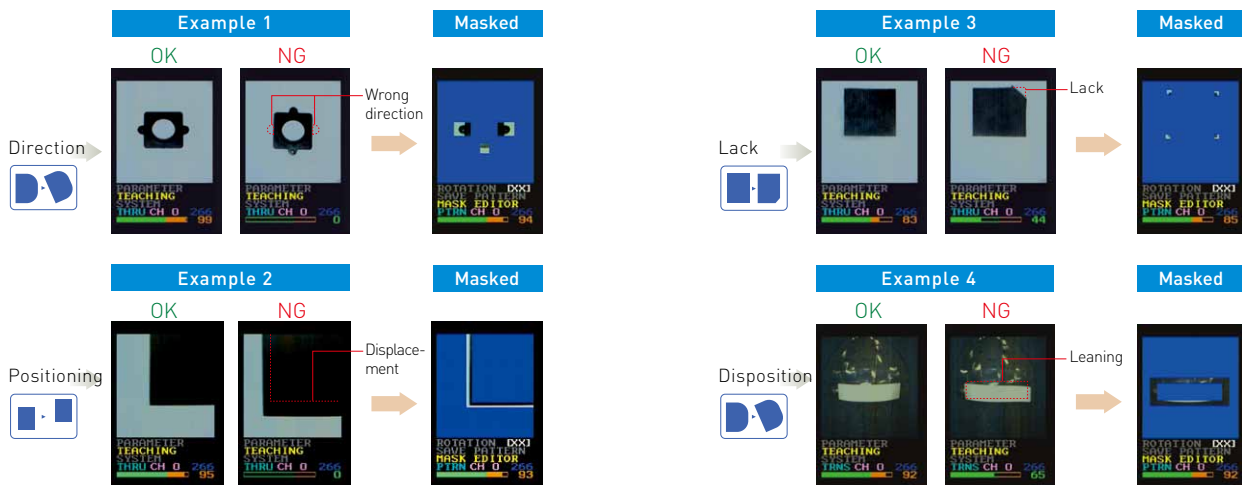 Example 1
Masked
OK
NG
Wrong
direction
Direction
PARAMETER
TEACHING
SYSTEM
THRU CH 0 266
99
PARAMETER
TEACHING
SYSTEM
THRU CH 0 266
0
ROTATION [XX]
SAVE PATTERN
MASK EDITOR
PTRN CH 0 266
94
Example 3
Masked
OK
NG
Lack
Lack
PARAMETER
TEACHING
SYSTEM
THRU CH 0 266
83
PARAMETER
TEACHING
SYSTEM
THRU CH 0 266
44
ROTATION [XX]
SAVE PATTERN
MASK EDITOR
PTRN CH 0 266
85
Example 2
Masked
OK
NG
Displace-
ment
Positioning
PARAMETER
TEACHING
SYSTEM
THRU CH 0 266
95
PARAMETER
TEACHING
SYSTEM
THRU CH 0 266
0
ROTATION [XX]
SAVE PATTERN
MASK EDITOR
PTRN CH 0 266
93
Example 4
Masked
OK
NG
Leaning
Disposition
PARAMETER
TEACHING
SYSTEM
TRNS CH 0 266
92
PARAMETER
TEACHING
SYSTEM
TRNS CH 0 266
65
ROTATION [XX]
SAVE PATTERN
MASK EDITOR
PTRN CH 0 266
92